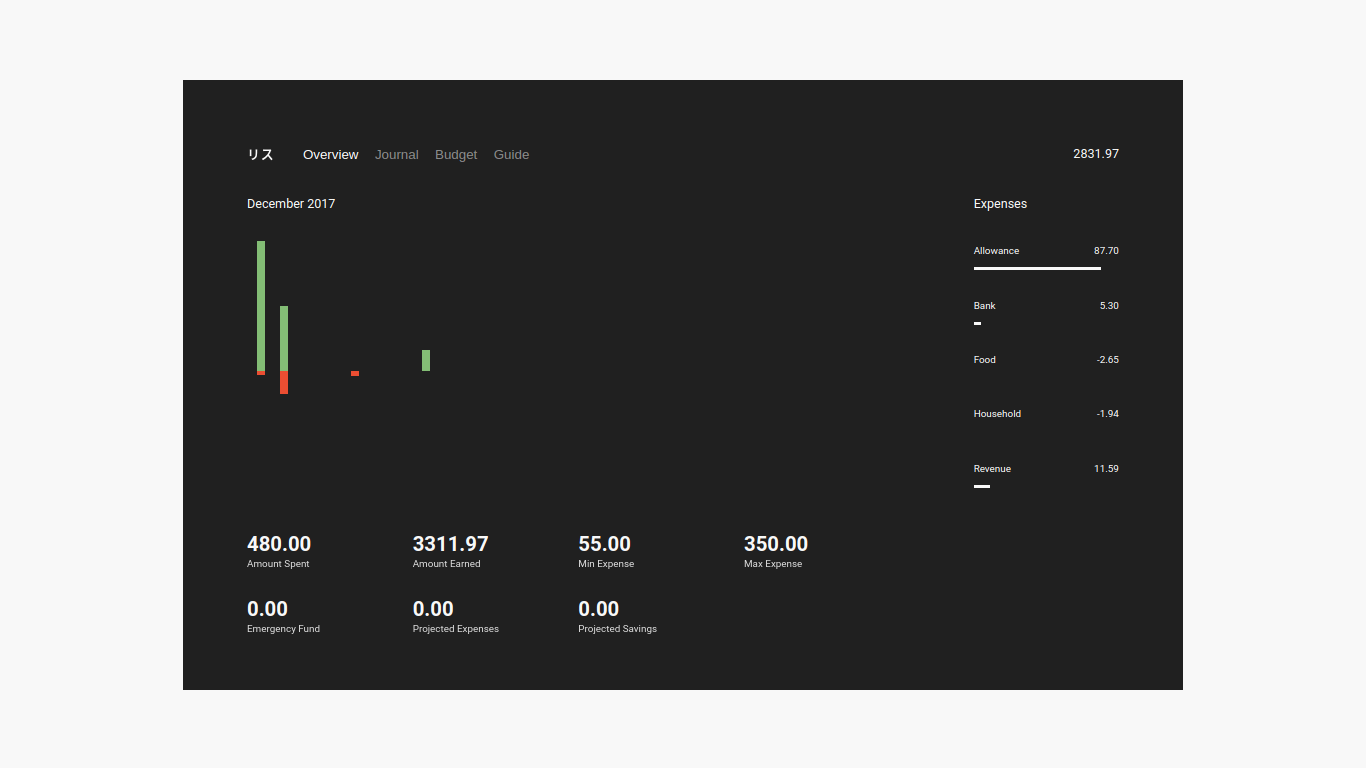 リス Overview Journal Budget Guide 2831.97
December 2017
Expenses
Allowance 87.70
Bank 5.30
Food -2.65
Household -1.94
Revenue 11.59
480.00 3311.97 55.00 350.00
Amount Spent Amount Earned Min Expense Max Expense
0.00 0.00 0.00
Emergency Fund Projected Expenses Projected Savings